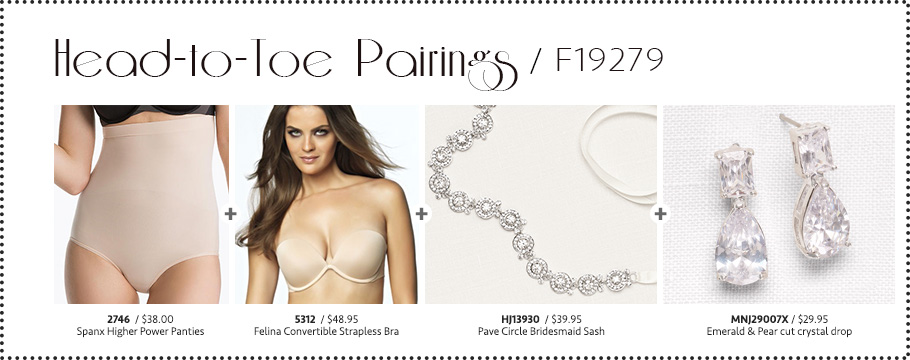 Head-to-Toe Pairings / F19279
2746 / $38.00
Spanx Higher Power Panties
5312 / $48.95
Felina Convertible Strapless Bra
HJ13930 / $39.95
Pave Circle Bridesmaid Sash
MNJ29007X / $29.95
Emerald & Pear cut crystal drop